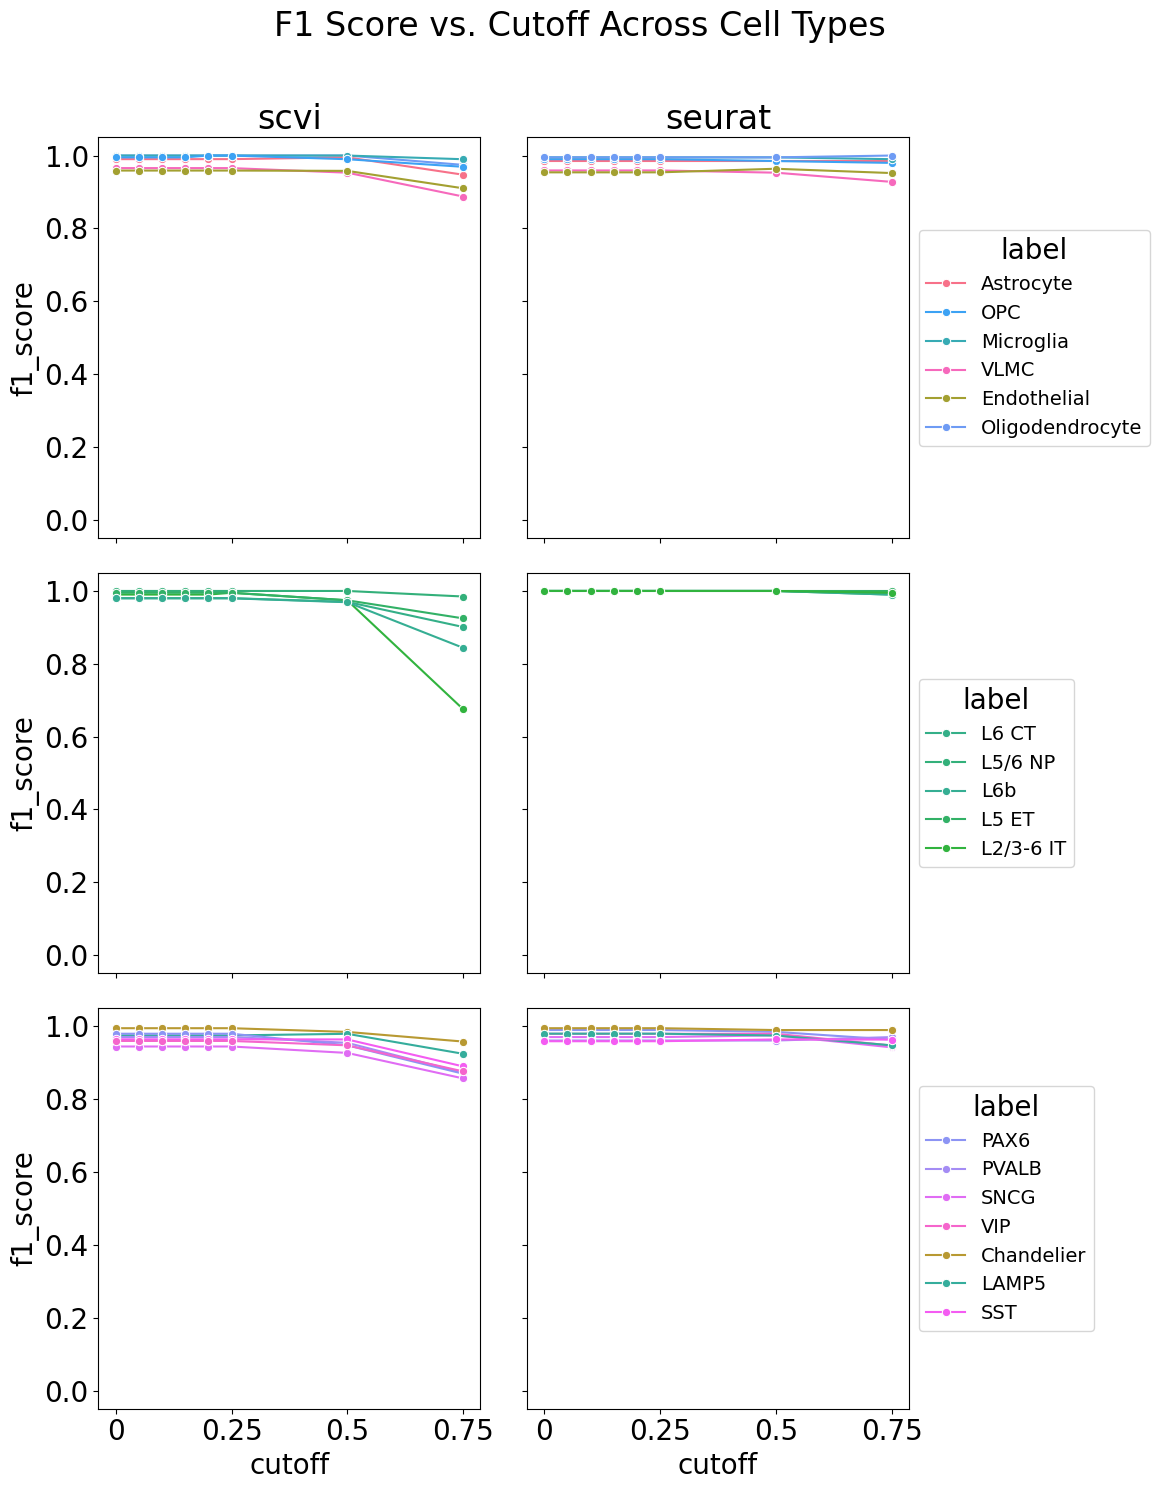 F1 Score vs. Cutoff Across Cell Types
scvi
seurat
1.0
0.8
0.6
0.4
0.2
0.0
f1_score
label
Astrocyte
OPC
Microglia
VLMC
Endothelial
Oligodendrocyte
1.0
0.8
0.6
0.4
0.2
0.0
f1_score
label
L6 CT
L5/6 NP
L6b
L5 ET
L2/3-6 IT
1.0
0.8
0.6
0.4
0.2
0.0
f1_score
label
PAX6
PVALB
SNCG
VIP
Chandelier
LAMP5
SST
0 0.25 0.5 0.75
cutoff
0 0.25 0.5 0.75
cutoff